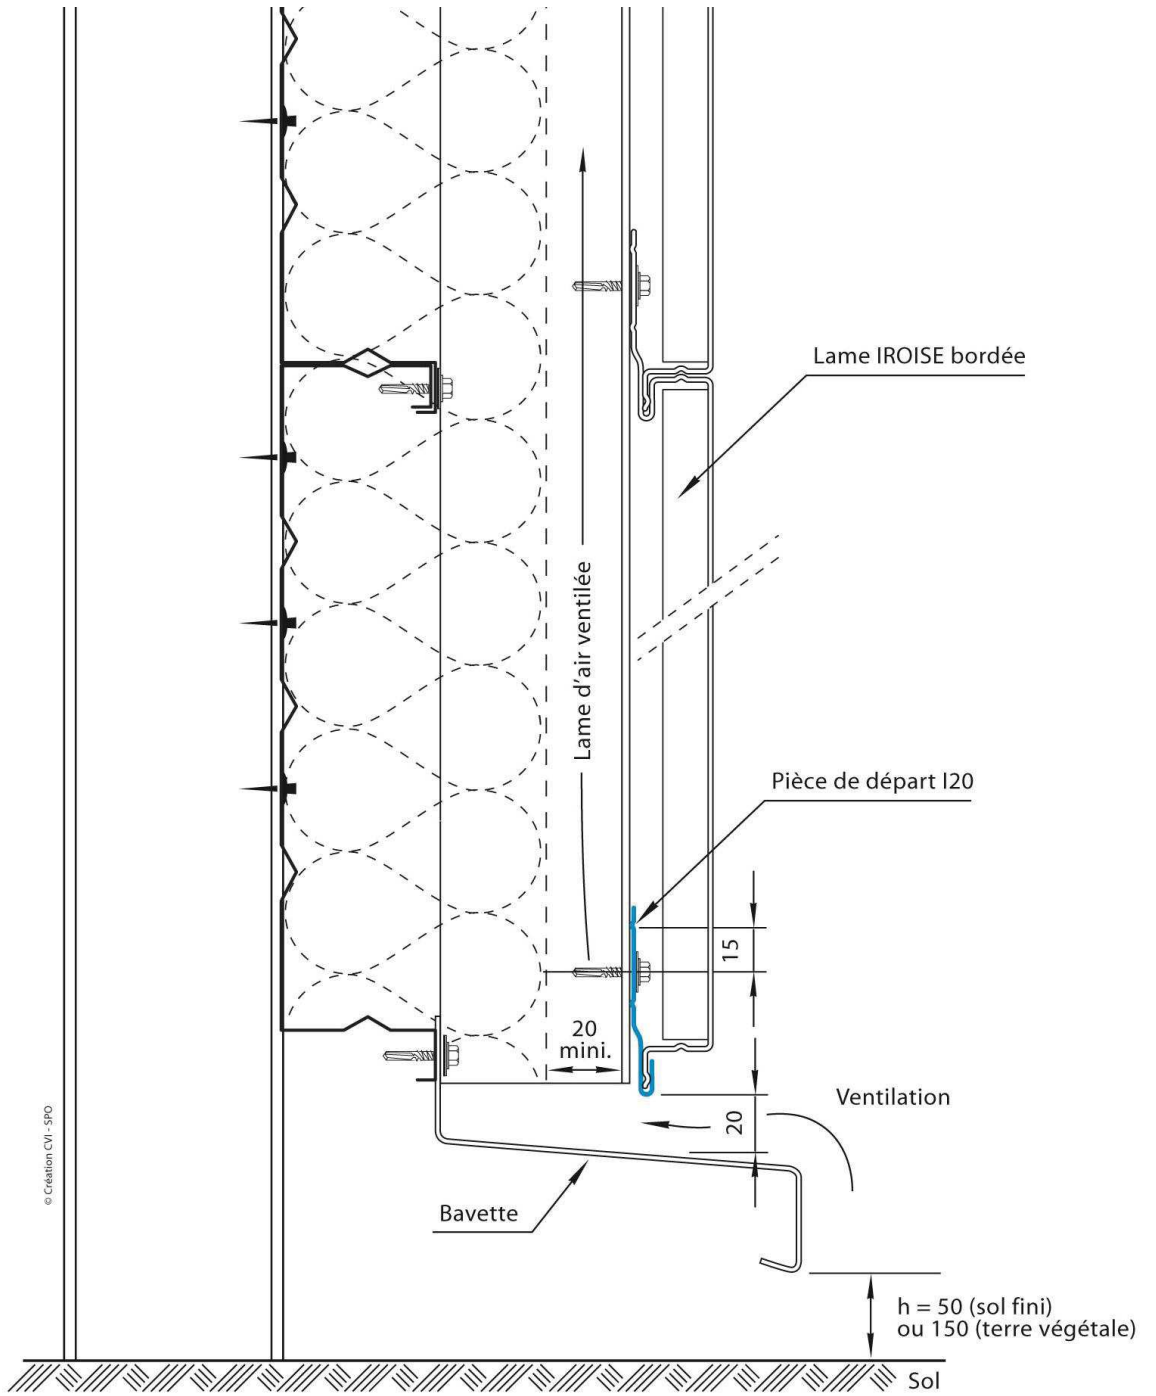 Lame IROISE bordée
Lame d’air ventilée
Pièce de départ I20
15
20
mini.
Ventilation
20
Bavette
© Création CVI - SPO
h = 50 (sol fini)
ou 150 (terre végétale)
Sol